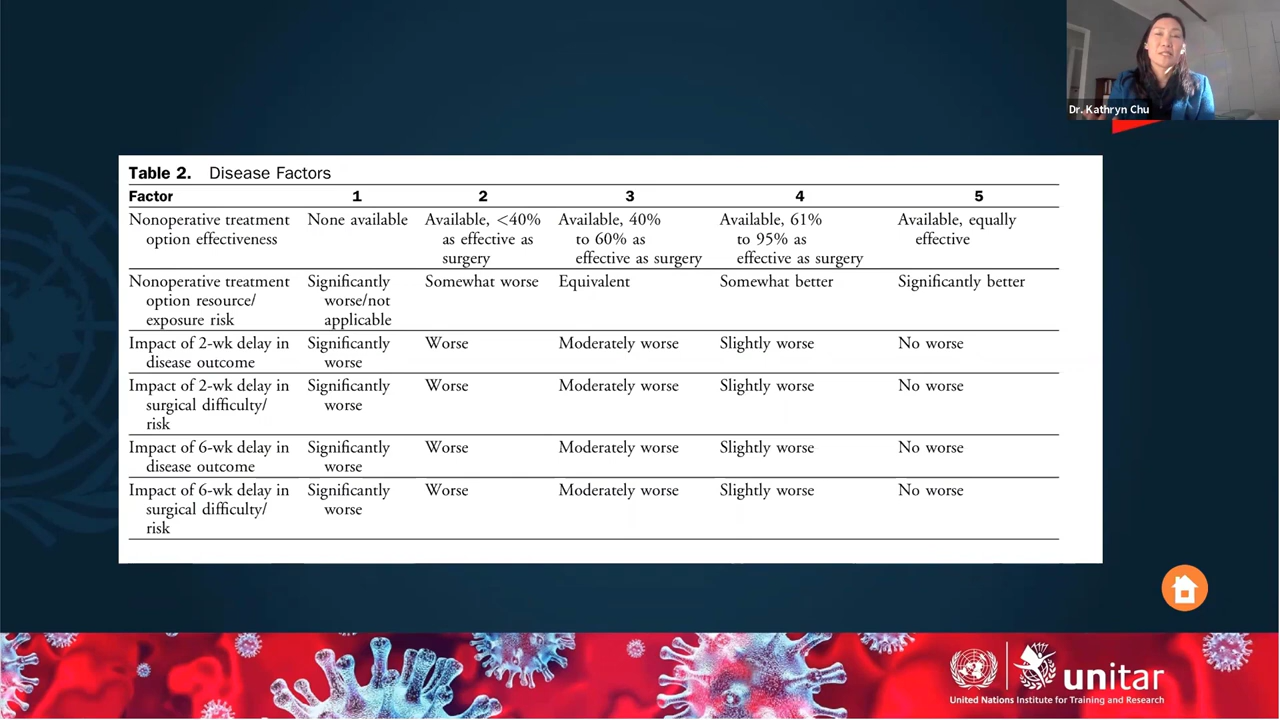 Dr. Kathryn Chu
Table 2. Disease Factors
Factor 1 2 3 4 5
Nonoperative treatment None available Available, <40% Available, 40% Available, 61% Available, equally
option effectiveness as effective as to 60% as to 95% as effective
surgery effective as surgery effective as surgery
Nonoperative treatment Significantly Somewhat worse Equivalent Somewhat better Significantly better
option resource/ worse/not
exposure risk applicable
Impact of 2-wk delay in Significantly Worse Moderately worse Slightly worse No worse
disease outcome worse
Impact of 2-wk delay in Significantly Worse Moderately worse Slightly worse No worse
surgical difficulty/ worse
risk
Impact of 6-wk delay in Significantly Worse Moderately worse Slightly worse No worse
disease outcome worse
Impact of 6-wk delay in Significantly Worse Moderately worse Slightly worse No worse
surgical difficulty/ worse
risk
unitar
United Nations Institute for Training and Research